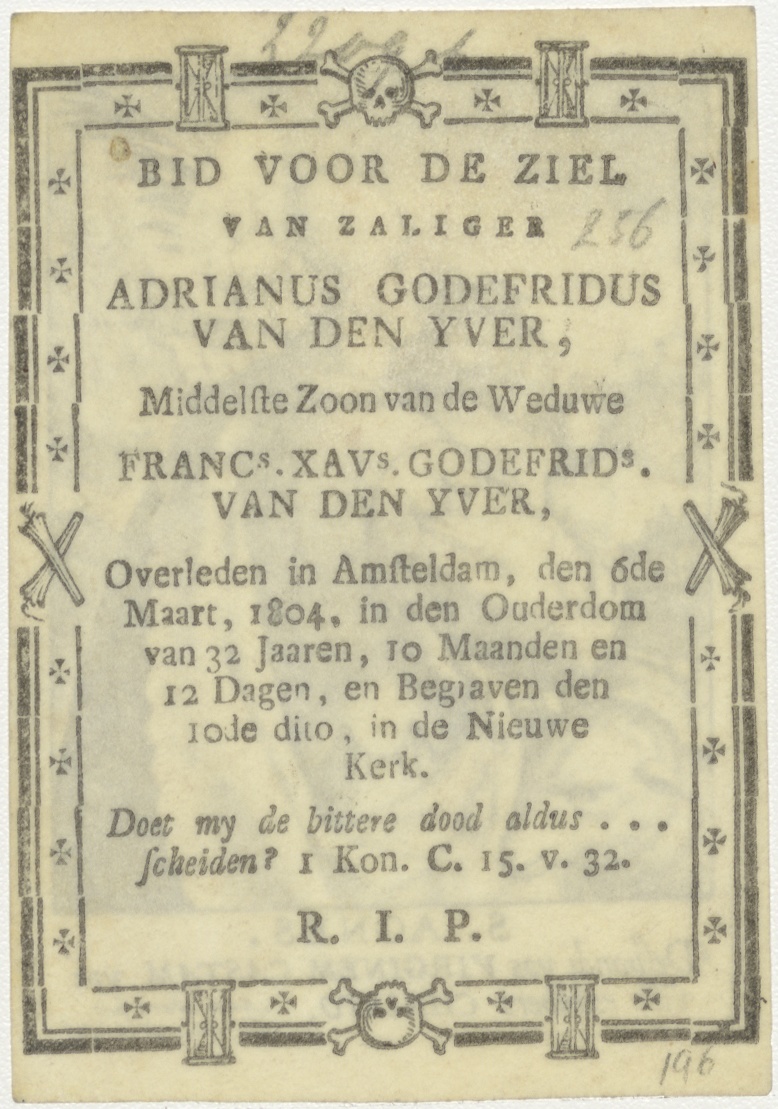 BID VOOR DE ZIEL
VAN ZALIGER
256
ADRIANUS GODEFRIDUS
VAN DEN YVER,
Middelſte Zoon van de Weduwe
FRANCˢ. XAVˢ. GODEFRIDˢ.
VAN DEN YVER,
Overleden in Amſteldam, den 6de
Maart, 1804, in den Ouderdom
van 32 Jaaren, 10 Maanden en
12 Dagen, en Begraven den
10de dito, in de Nieuwe
Kerk.
Doet my de bittere dood aldus . . .
ſcheiden? 1 Kon. C. 15. v. 32.
R. I. P.
196